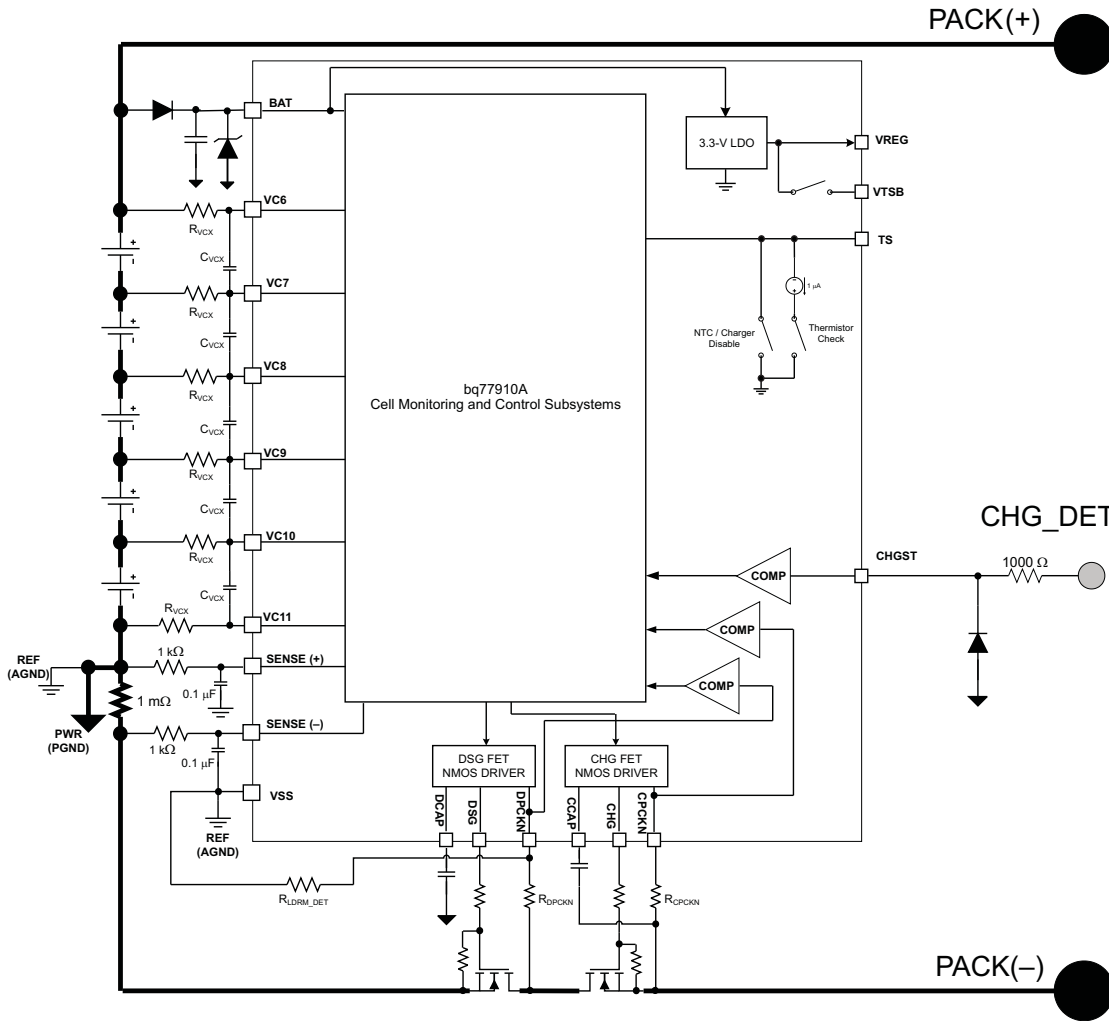 PACK(+)
BAT
3.3-V LDO
VREG
VTSB
VC6
R_VCX
TS
+
C_VCX
VC7
1 μA
R_VCX
+
NTC / Charger
Disable
Thermistor
Check
C_VCX
VC8
R_VCX
bq77910A
Cell Monitoring and Control Subsystems
+
C_VCX
VC9
R_VCX
+
C_VCX
CHG_DET
VC10
R_VCX
CHGST
1000 Ω
COMP
+
C_VCX
R_VCX
VC11
COMP
1 kΩ
SENSE (+)
REF
(AGND)
COMP
0.1 μF
1 mΩ
SENSE (–)
PWR
(PGND)
1 kΩ
0.1 μF
DSG FET
NMOS DRIVER
CHG FET
NMOS DRIVER
VSS
DCAP
DSG
DPCKN
CCAP
CHG
CPCKN
REF
(AGND)
R_LDRM_DET
R_DPCKN
R_CPCKN
PACK(–)